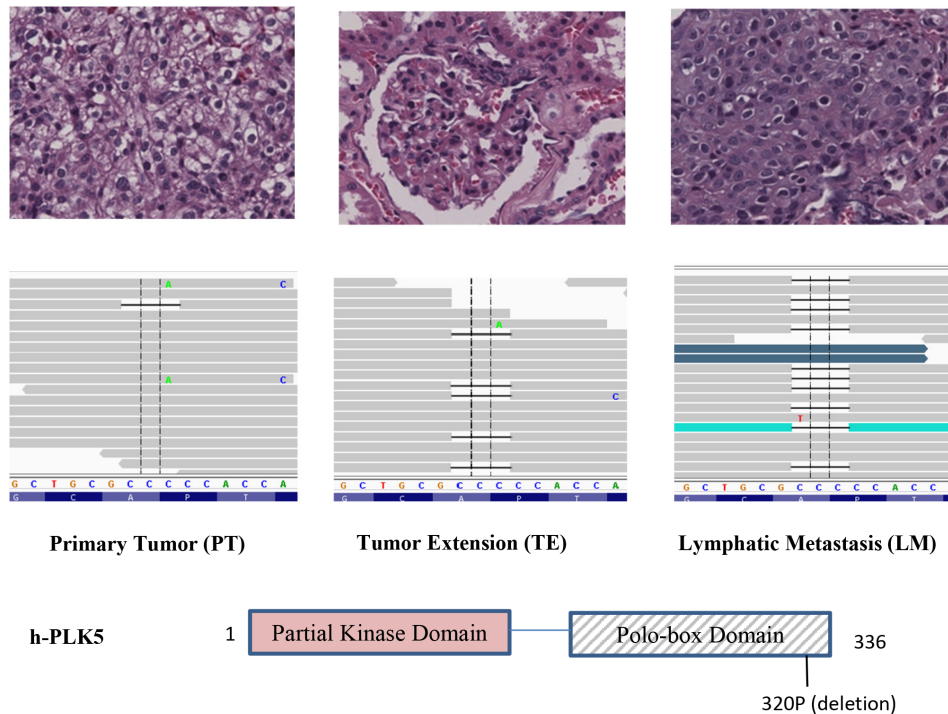 A C
A C
G C T G C G C C C C C A C C A
G C A P T
Primary Tumor (PT)
A
C
G C T G C G C C C C C A C C A
G C A P T
Tumor Extension (TE)
T
G C T G C G C C C C C A C C
G C A P T
Lymphatic Metastasis (LM)
h-PLK5
1 Partial Kinase Domain Polo-box Domain 336
320P (deletion)